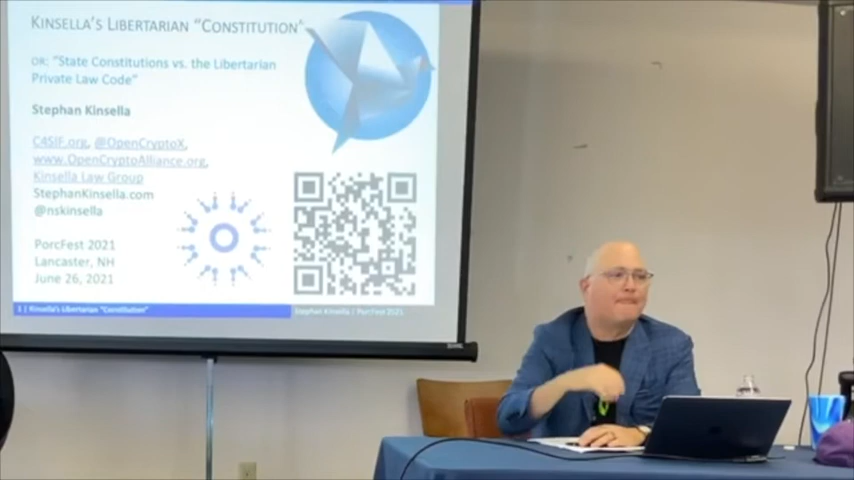 KINSELLA'S LIBERTARIAN "CONSTITUTION"
OR: "STATE CONSTITUTIONS VS. THE LIBERTARIAN
PRIVATE LAW CODE"
Stephan Kinsella
C4SIF.org, @OpenCryptoX,
www.OpenCryptoAlliance.org,
Kinsella Law Group
StephanKinsella.com
@nskinsella
PorcFest 2021
Lancaster, NH
June 26, 2021
1 | Kinsella's Libertarian "Constitution"
Stephan Kinsella | PorcFest 2021